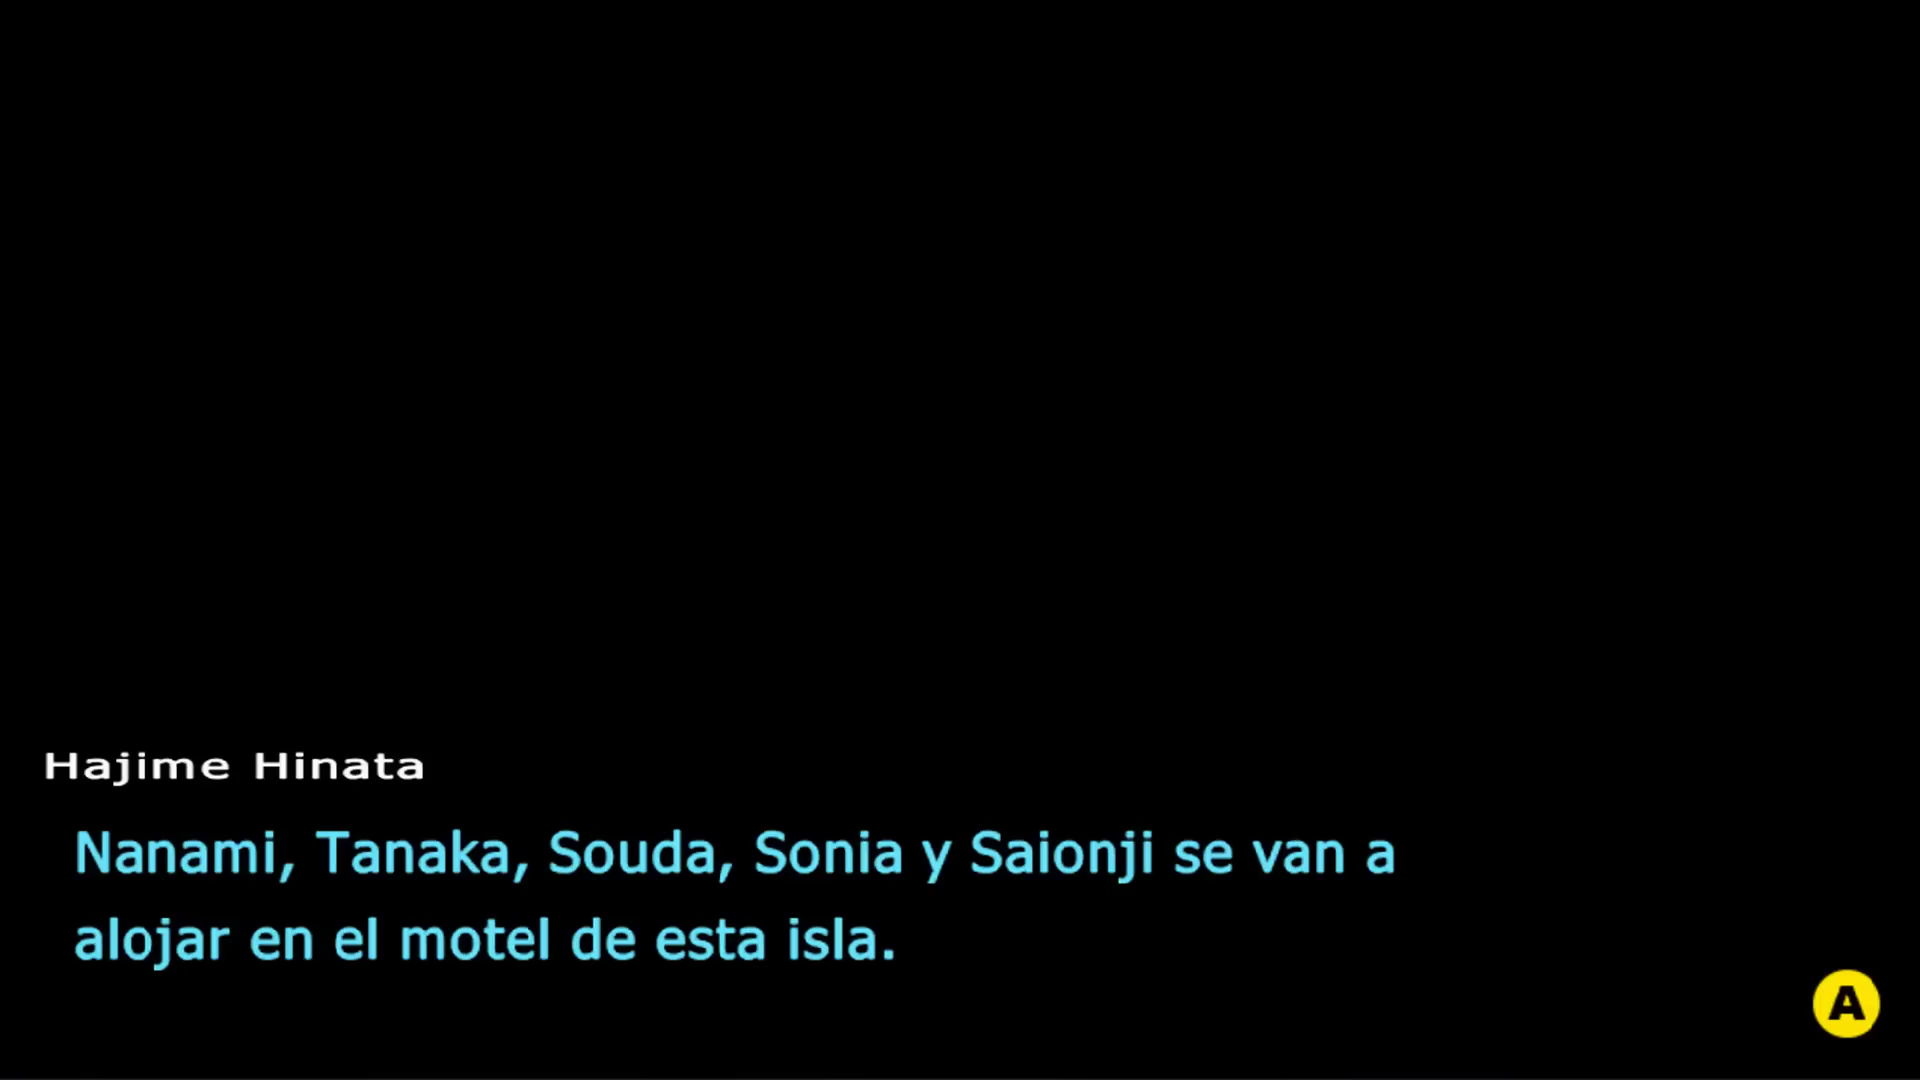 Hajime Hinata
Nanami, Tanaka, Souda, Sonia y Saionji se van a
alojar en el motel de esta isla.
A